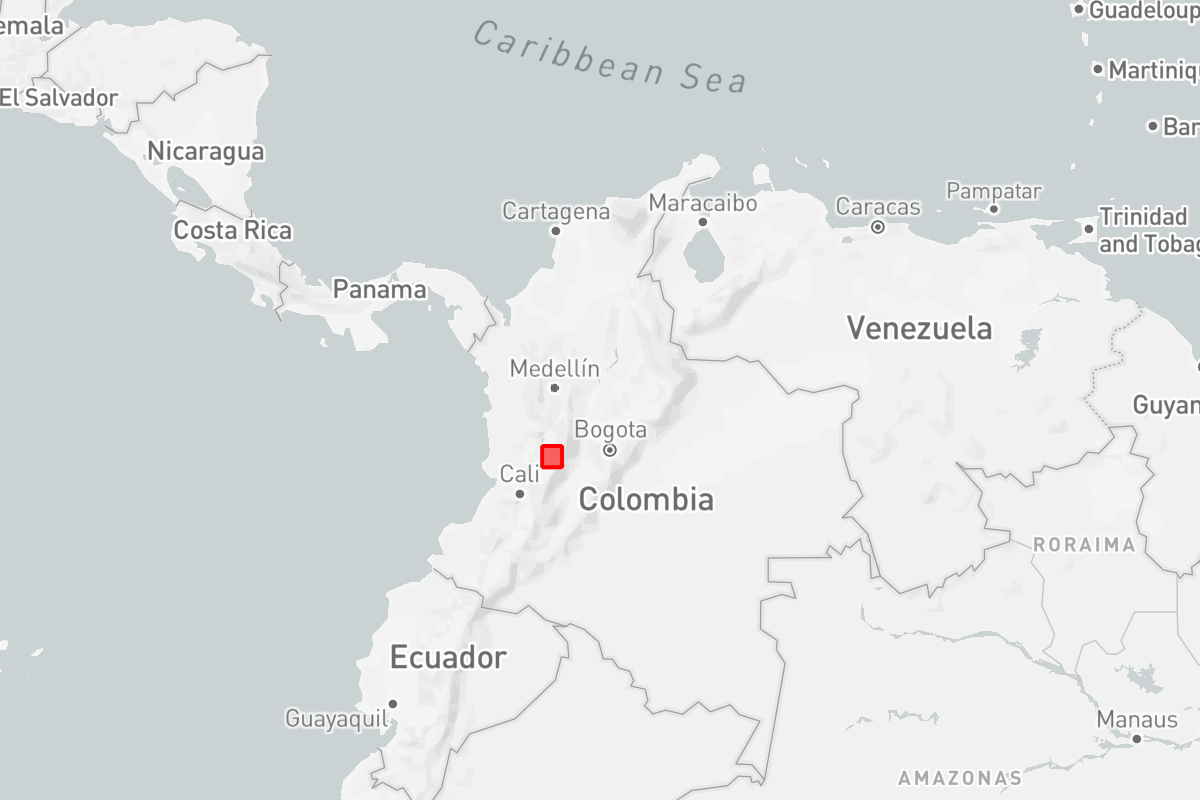 Guadeloup
emala
Caribbean Sea
Martiniqu
El Salvador
Bar
Nicaragua
Pampatar
Maracaibo
Caracas
Cartagena
Trinidad
and Tobag
Costa Rica
Panama
Venezuela
Medellín
Guyan
Bogota
Cali
Colombia
RORAIMA
Ecuador
Guayaquil
Manaus
AMAZONAS